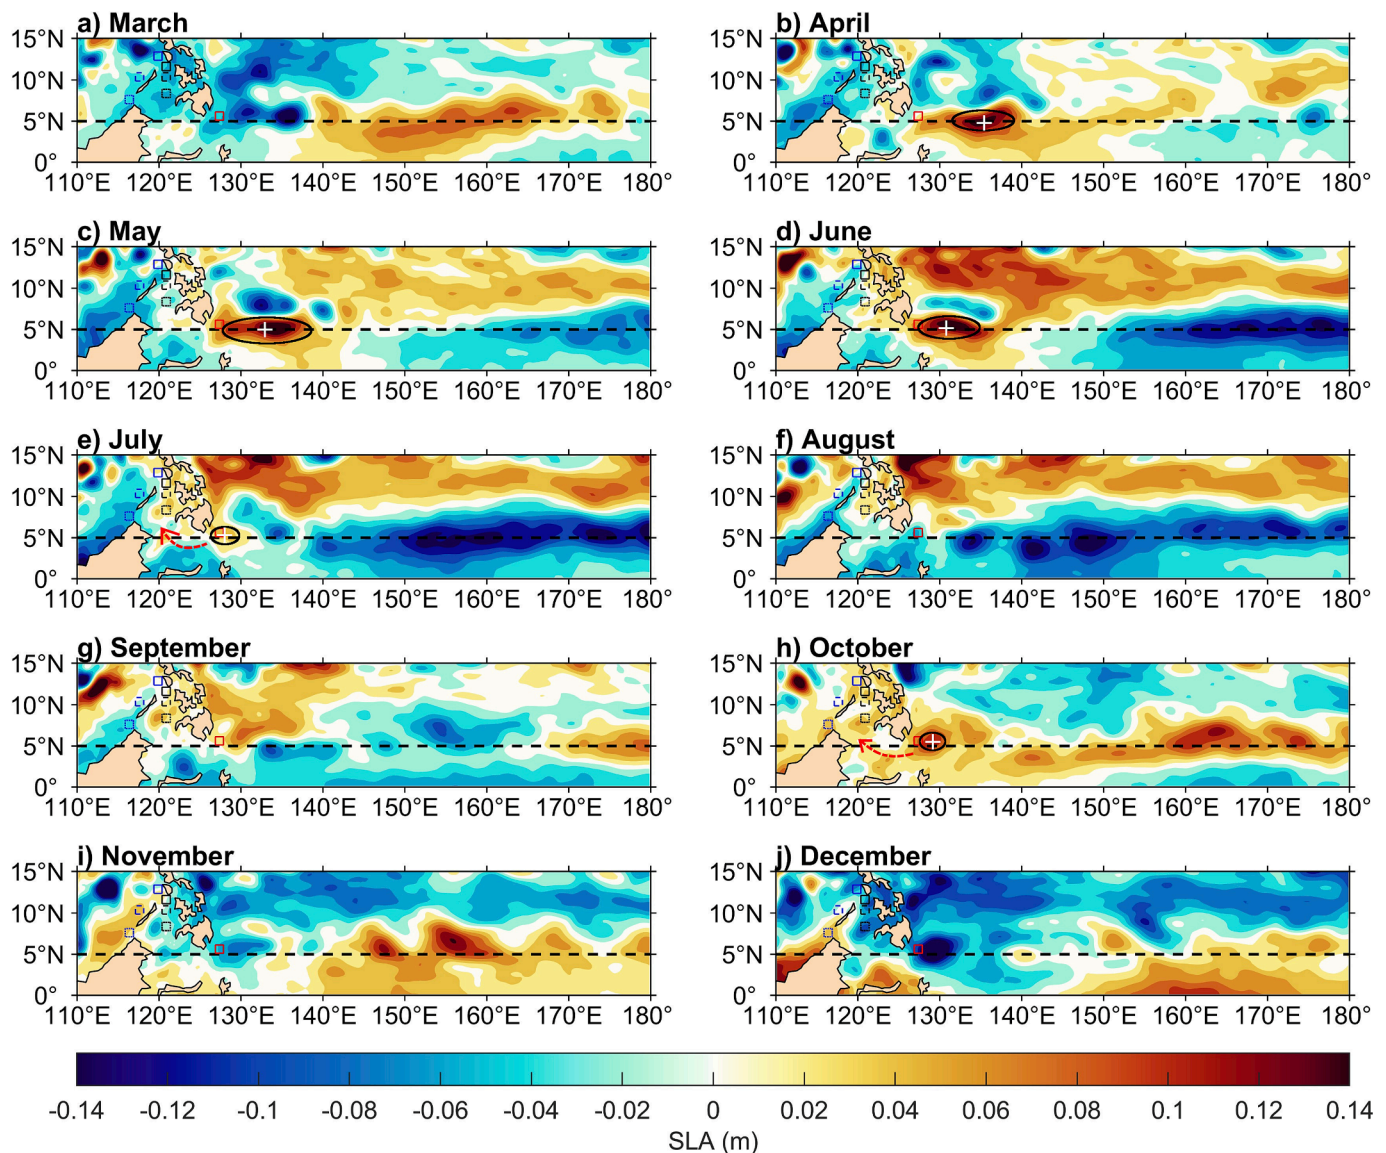 a) March
15°N
10°N
5°N
0°
110°E 120°E 130°E 140°E 150°E 160°E 170°E 180°
b) April
15°N
10°N
5°N
0°
110°E 120°E 130°E 140°E 150°E 160°E 170°E 180°
c) May
15°N
10°N
5°N
0°
110°E 120°E 130°E 140°E 150°E 160°E 170°E 180°
d) June
15°N
10°N
5°N
0°
110°E 120°E 130°E 140°E 150°E 160°E 170°E 180°
e) July
15°N
10°N
5°N
0°
110°E 120°E 130°E 140°E 150°E 160°E 170°E 180°
f) August
15°N
10°N
5°N
0°
110°E 120°E 130°E 140°E 150°E 160°E 170°E 180°
g) September
15°N
10°N
5°N
0°
110°E 120°E 130°E 140°E 150°E 160°E 170°E 180°
h) October
15°N
10°N
5°N
0°
110°E 120°E 130°E 140°E 150°E 160°E 170°E 180°
i) November
15°N
10°N
5°N
0°
110°E 120°E 130°E 140°E 150°E 160°E 170°E 180°
j) December
15°N
10°N
5°N
0°
110°E 120°E 130°E 140°E 150°E 160°E 170°E 180°
-0.14 -0.12 -0.1 -0.08 -0.06 -0.04 -0.02 0 0.02 0.04 0.06 0.08 0.1 0.12 0.14
SLA (m)